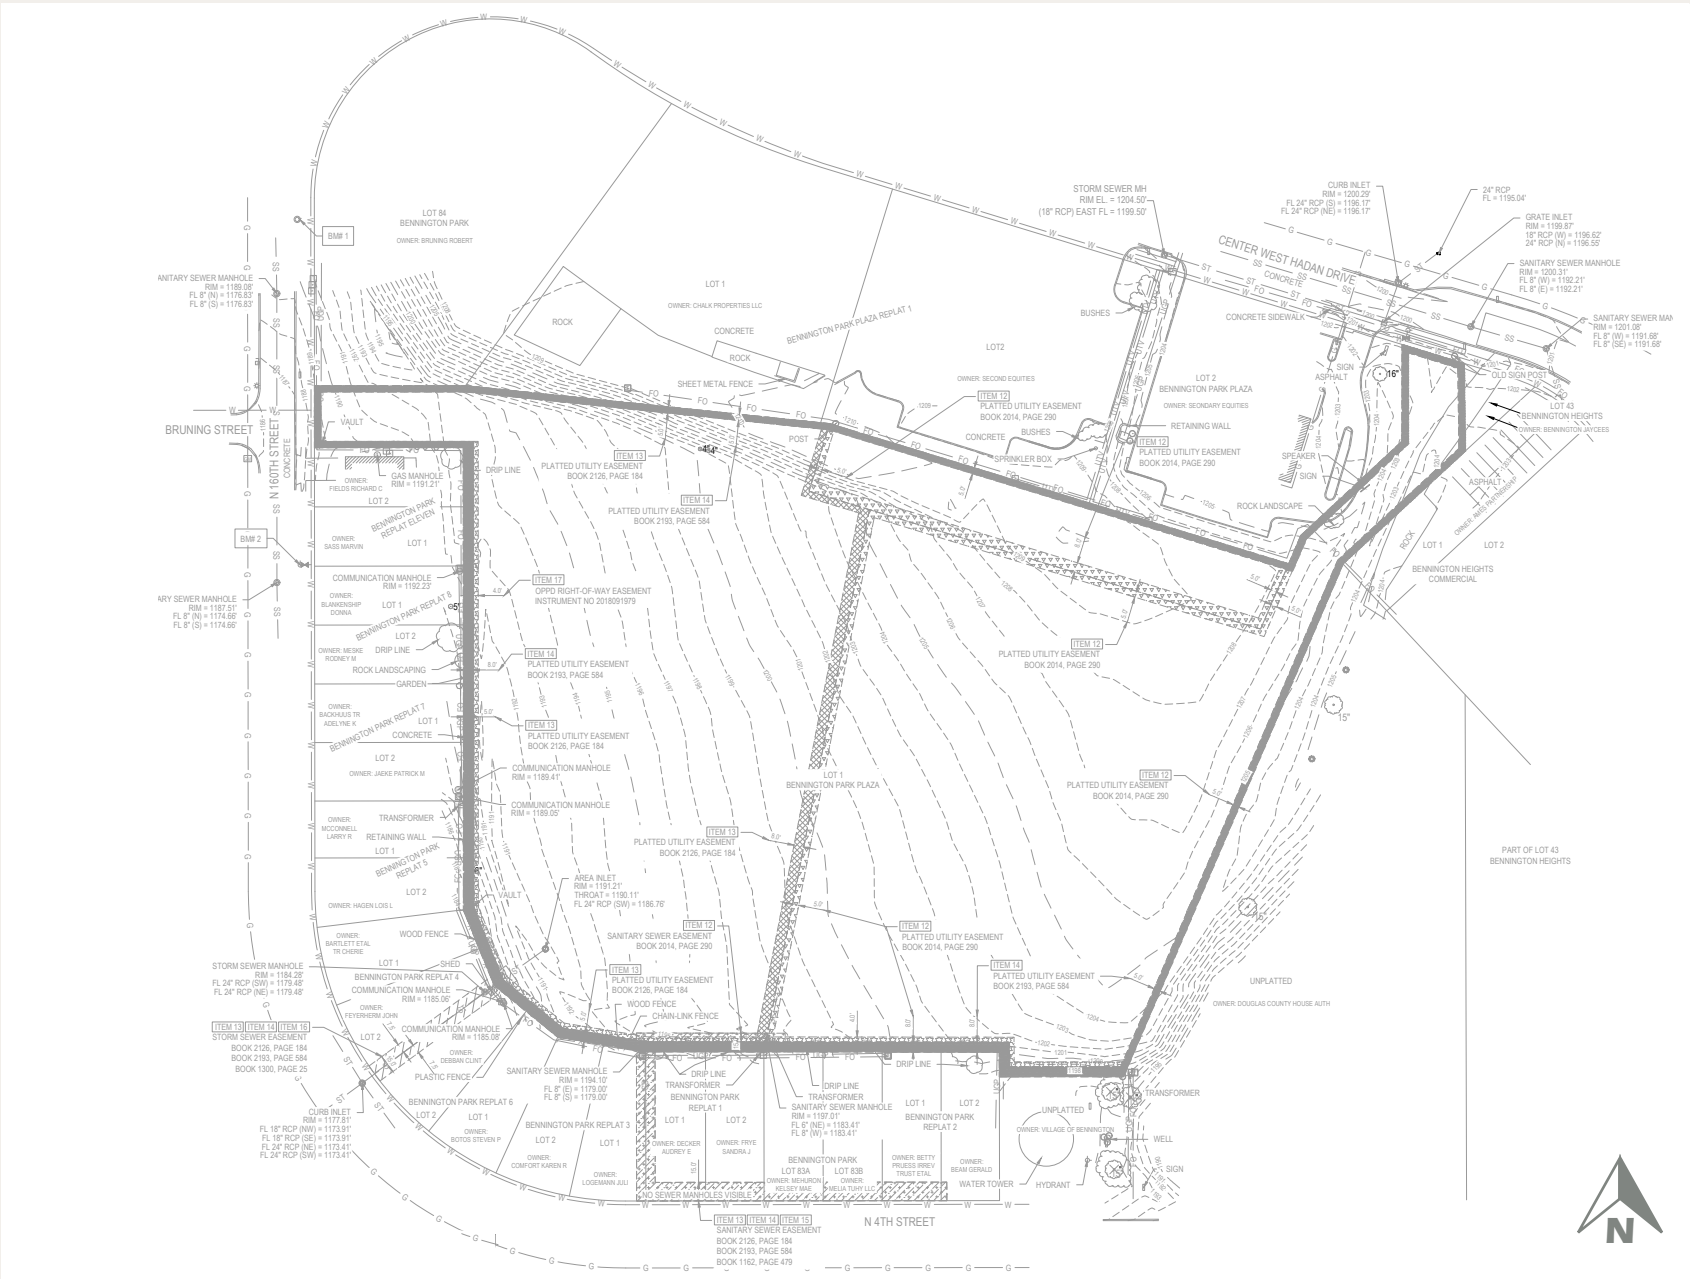 LOT 84
BENNINGTON PARK
OWNER: BRUNING ROBERT
BM# 1
SANITARY SEWER MANHOLE
RIM = 1189.08'
FL 8" (N) = 1176.83'
FL 8" (S) = 1176.83'
BRUNING STREET
N 160TH STREET
CONCRETE
VAULT
LOT 1
OWNER: CHALK PROPERTIES LLC
ROCK
CONCRETE
ROCK
BENNINGTON PARK PLAZA REPLAT 1
SHEET METAL FENCE
POST
STORM SEWER MH
RIM EL. = 1204.50'
(18" RCP) EAST FL = 1199.50'
BUSHES
LOT2
OWNER: SECOND EQUITIES
ITEM 12
PLATTED UTILITY EASEMENT
BOOK 2014, PAGE 290
BUSHES
CONCRETE
SPRINKLER BOX
LOT 2
BENNINGTON PARK PLAZA
OWNER: SEONDARY EQUITIES
RETAINING WALL
ITEM 12
PLATTED UTILITY EASEMENT
BOOK 2014, PAGE 290
CENTER WEST HADAN DRIVE
CONCRETE
CONCRETE SIDEWALK
CURB INLET
RIM = 1200.29'
FL 24" RCP (S) = 1196.17'
FL 24" RCP (NE) = 1196.17'
24" RCP
FL = 1195.04'
GRATE INLET
RIM = 1199.87'
18" RCP (W) = 1196.62'
24" RCP (N) = 1196.55'
SANITARY SEWER MANHOLE
RIM = 1200.31'
FL 8" (W) = 1192.21'
FL 8" (E) = 1192.21'
SANITARY SEWER MAN
RIM = 1201.08'
FL 8" (W) = 1191.68'
FL 8" (SE) = 1191.68'
SIGN
ASPHALT
16"
OLD SIGN POST
LOT 43
BENNINGTON HEIGHTS
OWNER: BENNINGTON JAYCEES
SPEAKER
SIGN
ROCK LANDSCAPE
ASPHALT
OWNER: AMES PARTNERSHIP
ROCK
LOT 1
LOT 2
BENNINGTON HEIGHTS
COMMERCIAL
ITEM 13
PLATTED UTILITY EASEMENT
BOOK 2126, PAGE 184
ITEM 14
PLATTED UTILITY EASEMENT
BOOK 2193, PAGE 584
DRIP LINE
GAS MANHOLE
RIM = 1191.21'
OWNER:
FIELDS RICHARD C
LOT 2
BENNINGTON PARK
REPLAT ELEVEN
OWNER:
SASS MARVIN
LOT 1
BM# 2
ARY SEWER MANHOLE
RIM = 1187.51'
FL 8" (N) = 1174.66'
FL 8" (S) = 1174.66'
COMMUNICATION MANHOLE
RIM = 1192.23'
OWNER:
BLANKENSHIP
DONNA
LOT 1
5"
BENNINGTON PARK REPLAT 8
LOT 2
OWNER: MESKE
RODNEY M
DRIP LINE
ROCK LANDSCAPING
GARDEN
ITEM 17
OPPD RIGHT-OF-WAY EASEMENT
INSTRUMENT NO 2018091979
ITEM 14
PLATTED UTILITY EASEMENT
BOOK 2193, PAGE 584
OWNER:
BACKHUUS TR
ADELYNE K
BENNINGTON PARK REPLAT 7
LOT 1
CONCRETE
ITEM 13
PLATTED UTILITY EASEMENT
BOOK 2126, PAGE 184
LOT 2
OWNER: JAEKE PATRICK M
COMMUNICATION MANHOLE
RIM = 1189.41'
COMMUNICATION MANHOLE
RIM = 1189.05'
TRANSFORMER
RETAINING WALL
OWNER:
MCCONNELL
LARRY R
LOT 1
BENNINGTON PARK
REPLAT 5
LOT 2
OWNER: HAGEN LOIS L
VAULT
LOT 1
BENNINGTON PARK PLAZA
ITEM 12
PLATTED UTILITY EASEMENT
BOOK 2014, PAGE 290
15"
ITEM 12
PLATTED UTILITY EASEMENT
BOOK 2014, PAGE 290
PART OF LOT 43
BENNINGTON HEIGHTS
ITEM 13
PLATTED UTILITY EASEMENT
BOOK 2126, PAGE 184
AREA INLET
RIM = 1191.21'
THROAT = 1190.11'
FL 24" RCP (SW) = 1186.76'
ITEM 12
SANITARY SEWER EASEMENT
BOOK 2014, PAGE 290
ITEM 12
PLATTED UTILITY EASEMENT
BOOK 2014, PAGE 290
ITEM 13
PLATTED UTILITY EASEMENT
BOOK 2126, PAGE 184
ITEM 14
PLATTED UTILITY EASEMENT
BOOK 2193, PAGE 584
UNPLATTED
OWNER: DOUGLAS COUNTY HOUSE AUTH
WOOD FENCE
OWNER:
BARTLETT ETAL
TR CHERIE
LOT 1
SHED
STORM SEWER MANHOLE
RIM = 1184.28'
FL 24" RCP (SW) = 1179.48'
FL 24" RCP (NE) = 1179.48'
BENNINGTON PARK REPLAT 4
COMMUNICATION MANHOLE
RIM = 1185.06'
OWNER:
FEYERHERM JOHN
LOT 2
COMMUNICATION MANHOLE
RIM = 1185.08'
ITEM 13 ITEM 14 ITEM 16
STORM SEWER EASEMENT
BOOK 2126, PAGE 184
BOOK 2193, PAGE 584
BOOK 1300, PAGE 25
OWNER:
DEBBAN CLINT
PLASTIC FENCE
WOOD FENCE
CHAIN-LINK FENCE
SANITARY SEWER MANHOLE
RIM = 1194.10'
FL 8" (E) = 1179.00'
FL 8" (S) = 1179.00'
CURB INLET
RIM = 1177.81'
FL 18" RCP (NW) = 1173.91'
FL 18" RCP (SE) = 1173.91'
FL 24" RCP (NE) = 1173.41'
FL 24" RCP (SW) = 1173.41'
BENNINGTON PARK REPLAT 6
LOT 2
LOT 1
OWNER:
BOTOS STEVEN P
BENNINGTON PARK REPLAT 3
LOT 2
OWNER:
COMFORT KAREN R
LOT 1
OWNER:
LOGEMANN JULI
DRIP LINE
TRANSFORMER
BENNINGTON PARK
REPLAT 1
LOT 1
LOT 2
OWNER: DECKER
AUDREY E
OWNER: FRYE
SANDRA J
DRIP LINE
TRANSFORMER
SANITARY SEWER MANHOLE
RIM = 1197.01'
FL 6" (NE) = 1183.41'
FL 8" (W) = 1183.41'
BENNINGTON PARK
LOT 83A
LOT 83B
OWNER: MEHURON
KELSEY MAE
OWNER:
MELIA TUHY LLC
DRIP LINE
LOT 1
LOT 2
BENNINGTON PARK
REPLAT 2
OWNER: BETTY
PRUESS IRREV
TRUST ETAL
OWNER:
BEAM GERALD
UNPLATTED
OWNER: VILLAGE OF BENNINGTON
TRANSFORMER
WELL
SIGN
HYDRANT
WATER TOWER
NO SEWER MANHOLES VISIBLE
N 4TH STREET
ITEM 13 ITEM 14 ITEM 15
SANITARY SEWER EASEMENT
BOOK 2126, PAGE 184
BOOK 2193, PAGE 584
BOOK 1162, PAGE 479
N